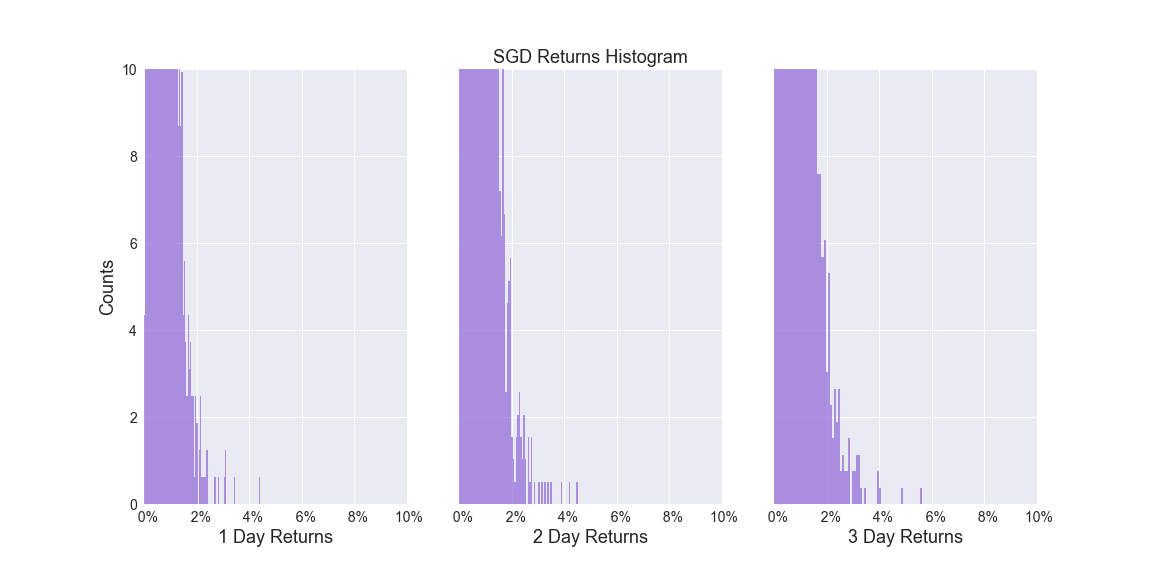 SGD Returns Histogram
Counts
10
8
6
4
2
0
0% 2% 4% 6% 8% 10%
0% 2% 4% 6% 8% 10%
0% 2% 4% 6% 8% 10%
1 Day Returns
2 Day Returns
3 Day Returns